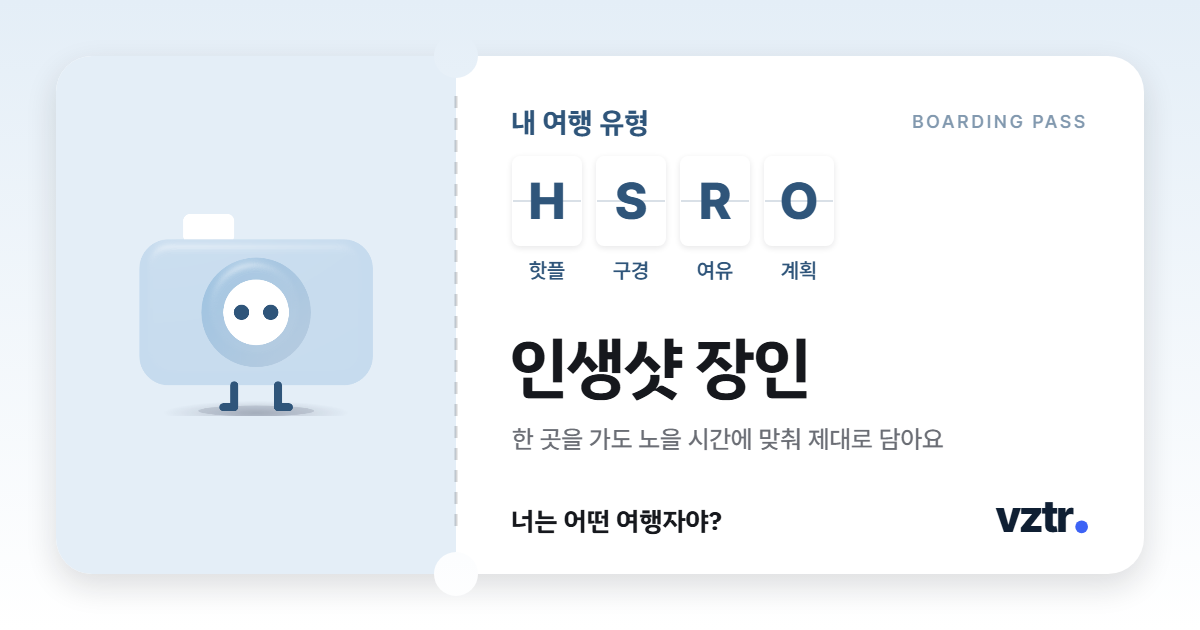 내 여행 유형
BOARDING PASS
H S R O
핫플 구경 여유 계획
인생샷 장인
한 곳을 가도 노을 시간에 맞춰 제대로 담아요
너는 어떤 여행자야?
vztr.